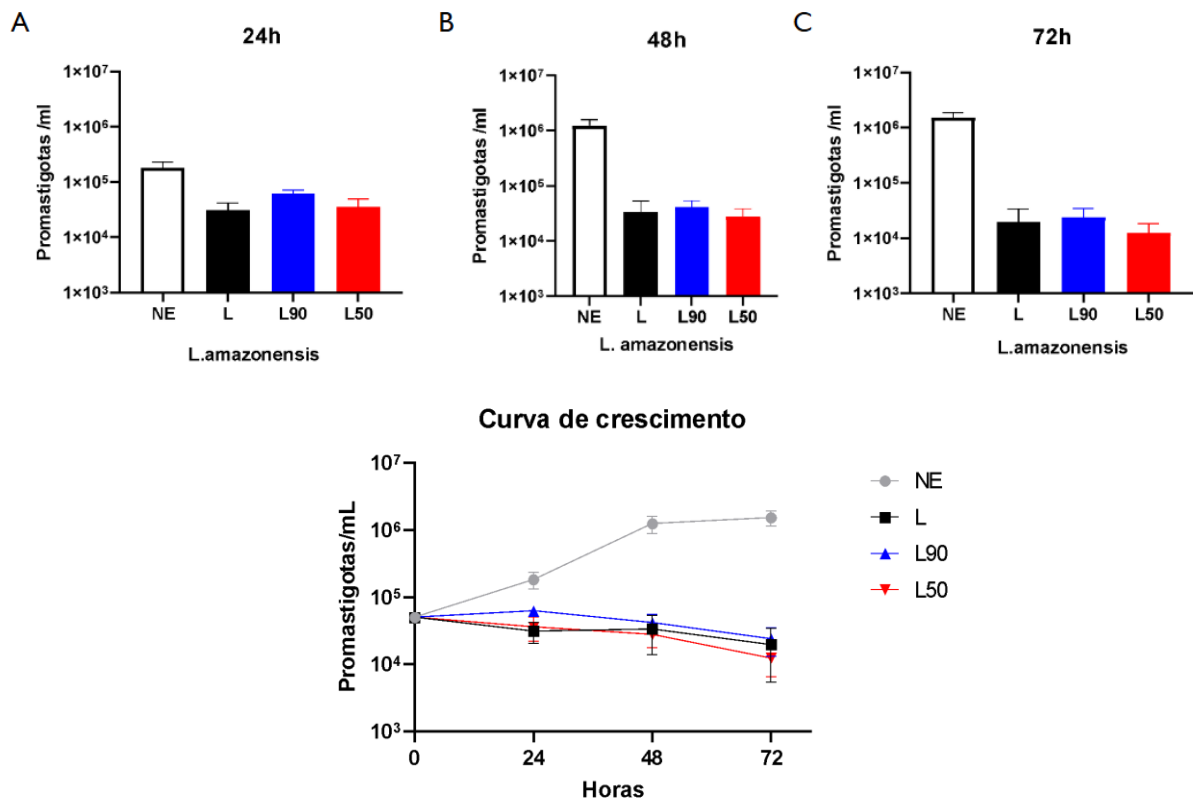 A
24h
Promastigotas /ml
1×10⁷
1×10⁶
1×10⁵
1×10⁴
1×10³
NE L L90 L50
L.amazonensis
B
48h
Promastigotas /ml
1×10⁷
1×10⁶
1×10⁵
1×10⁴
1×10³
NE L L90 L50
L. amazonensis
C
72h
Promastigotas /ml
1×10⁷
1×10⁶
1×10⁵
1×10⁴
1×10³
NE L L90 L50
L.amazonensis
Curva de crescimento
Promastigotas/mL
10⁷
10⁶
10⁵
10⁴
10³
0 24 48 72
Horas
NE
L
L90
L50